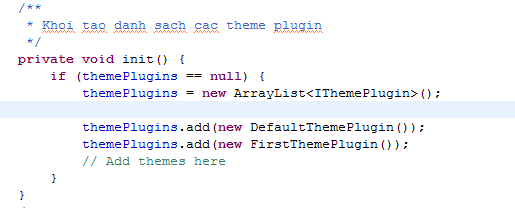 /**
* Khoi tao danh sach cac theme plugin
*/
private void init() {
if (themePlugins == null) {
themePlugins = new ArrayList<IThemePlugin>();
themePlugins.add(new DefaultThemePlugin());
themePlugins.add(new FirstThemePlugin());
// Add themes here
}
}